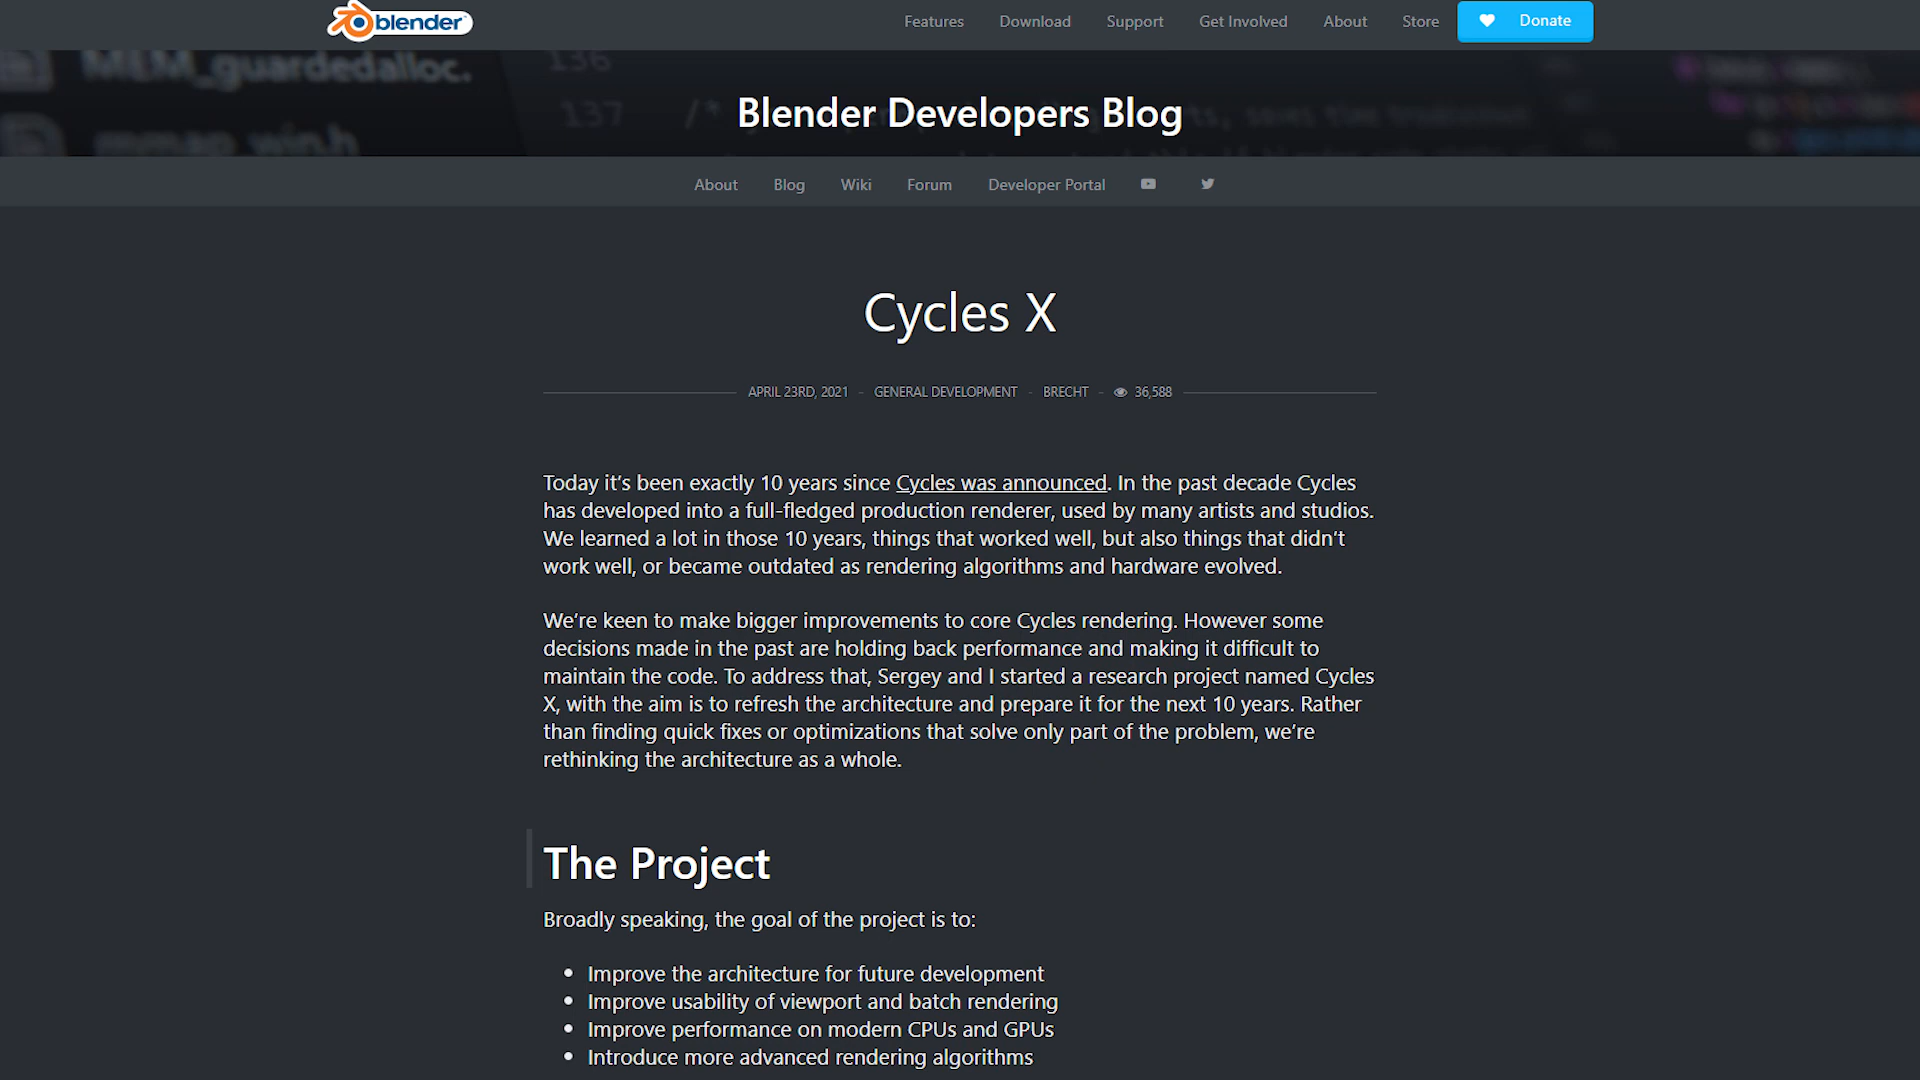 blender
Features Download Support Get Involved About Store Donate
MEM_guardedalloc.
136
137 /*
mmap_win.h
Blender Developers Blog
About Blog Wiki Forum Developer Portal
Cycles X
APRIL 23RD, 2021 - GENERAL DEVELOPMENT - BRECHT - 36,588
Today it’s been exactly 10 years since Cycles was announced. In the past decade Cycles
has developed into a full-fledged production renderer, used by many artists and studios.
We learned a lot in those 10 years, things that worked well, but also things that didn’t
work well, or became outdated as rendering algorithms and hardware evolved.
We’re keen to make bigger improvements to core Cycles rendering. However some
decisions made in the past are holding back performance and making it difficult to
maintain the code. To address that, Sergey and I started a research project named Cycles
X, with the aim is to refresh the architecture and prepare it for the next 10 years. Rather
than finding quick fixes or optimizations that solve only part of the problem, we’re
rethinking the architecture as a whole.
The Project
Broadly speaking, the goal of the project is to:
• Improve the architecture for future development
• Improve usability of viewport and batch rendering
• Improve performance on modern CPUs and GPUs
• Introduce more advanced rendering algorithms